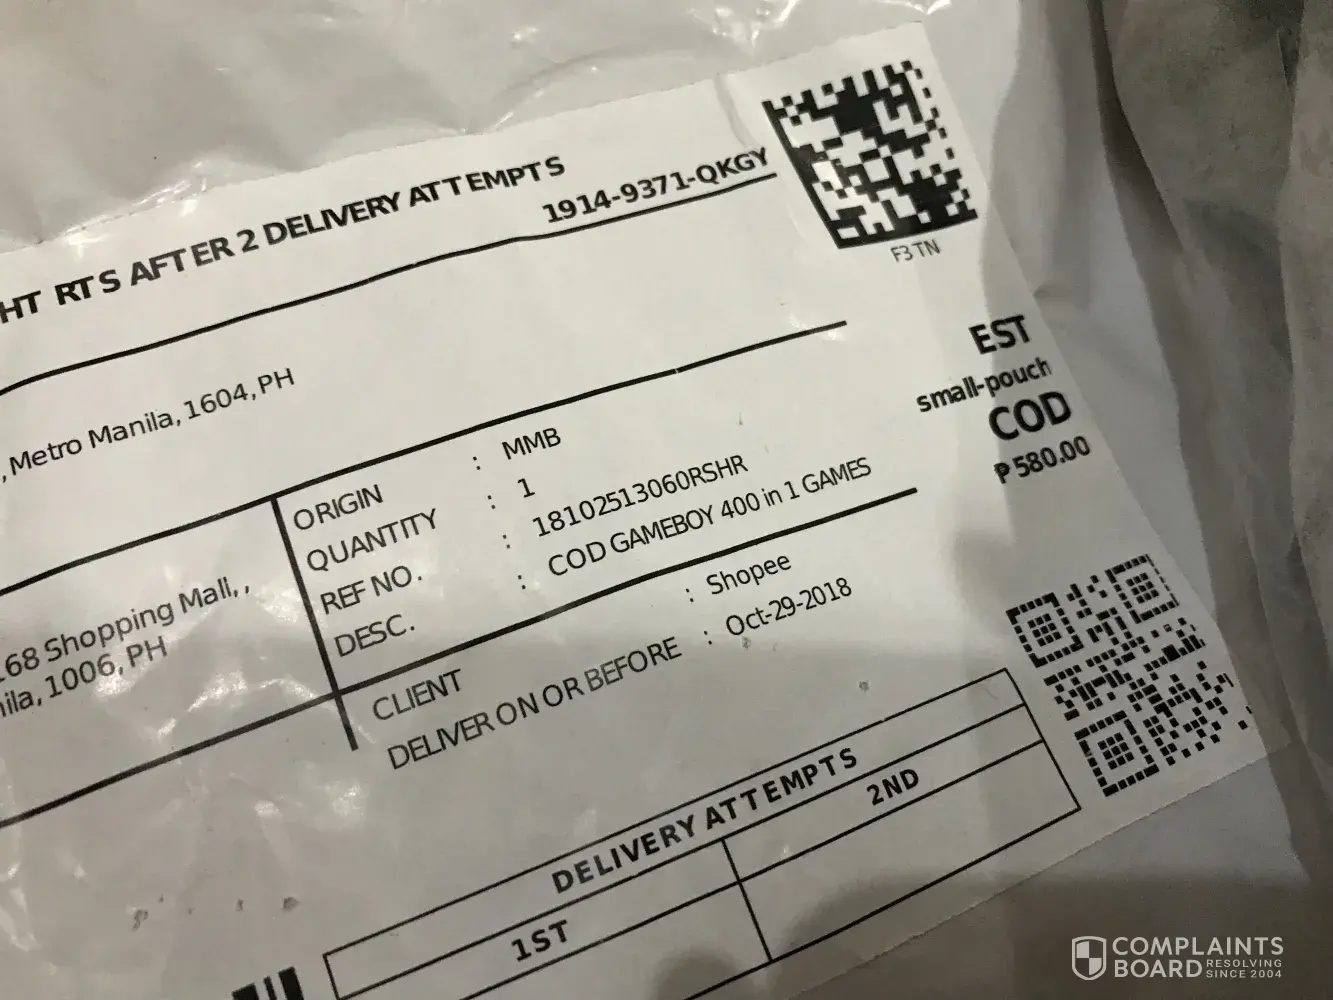 HT RTS AFTER 2 DELIVERY ATTEMPTS
1914-9371-QKGY
F3TN
, Metro Manila, 1604, PH
EST
small-pouch
COD
₱ 580.00
ORIGIN : MMB
QUANTITY : 1
REF NO. : 18102513060RSHR
DESC. : COD GAMEBOY 400 in 1 GAMES
68 Shopping Mall, ,
nila, 1006, PH
CLIENT : Shopee
DELIVER ON OR BEFORE : Oct-29-2018
DELIVERY ATTEMPTS
1ST 2ND
COMPLAINTS
BOARD RESOLVING
SINCE 2004